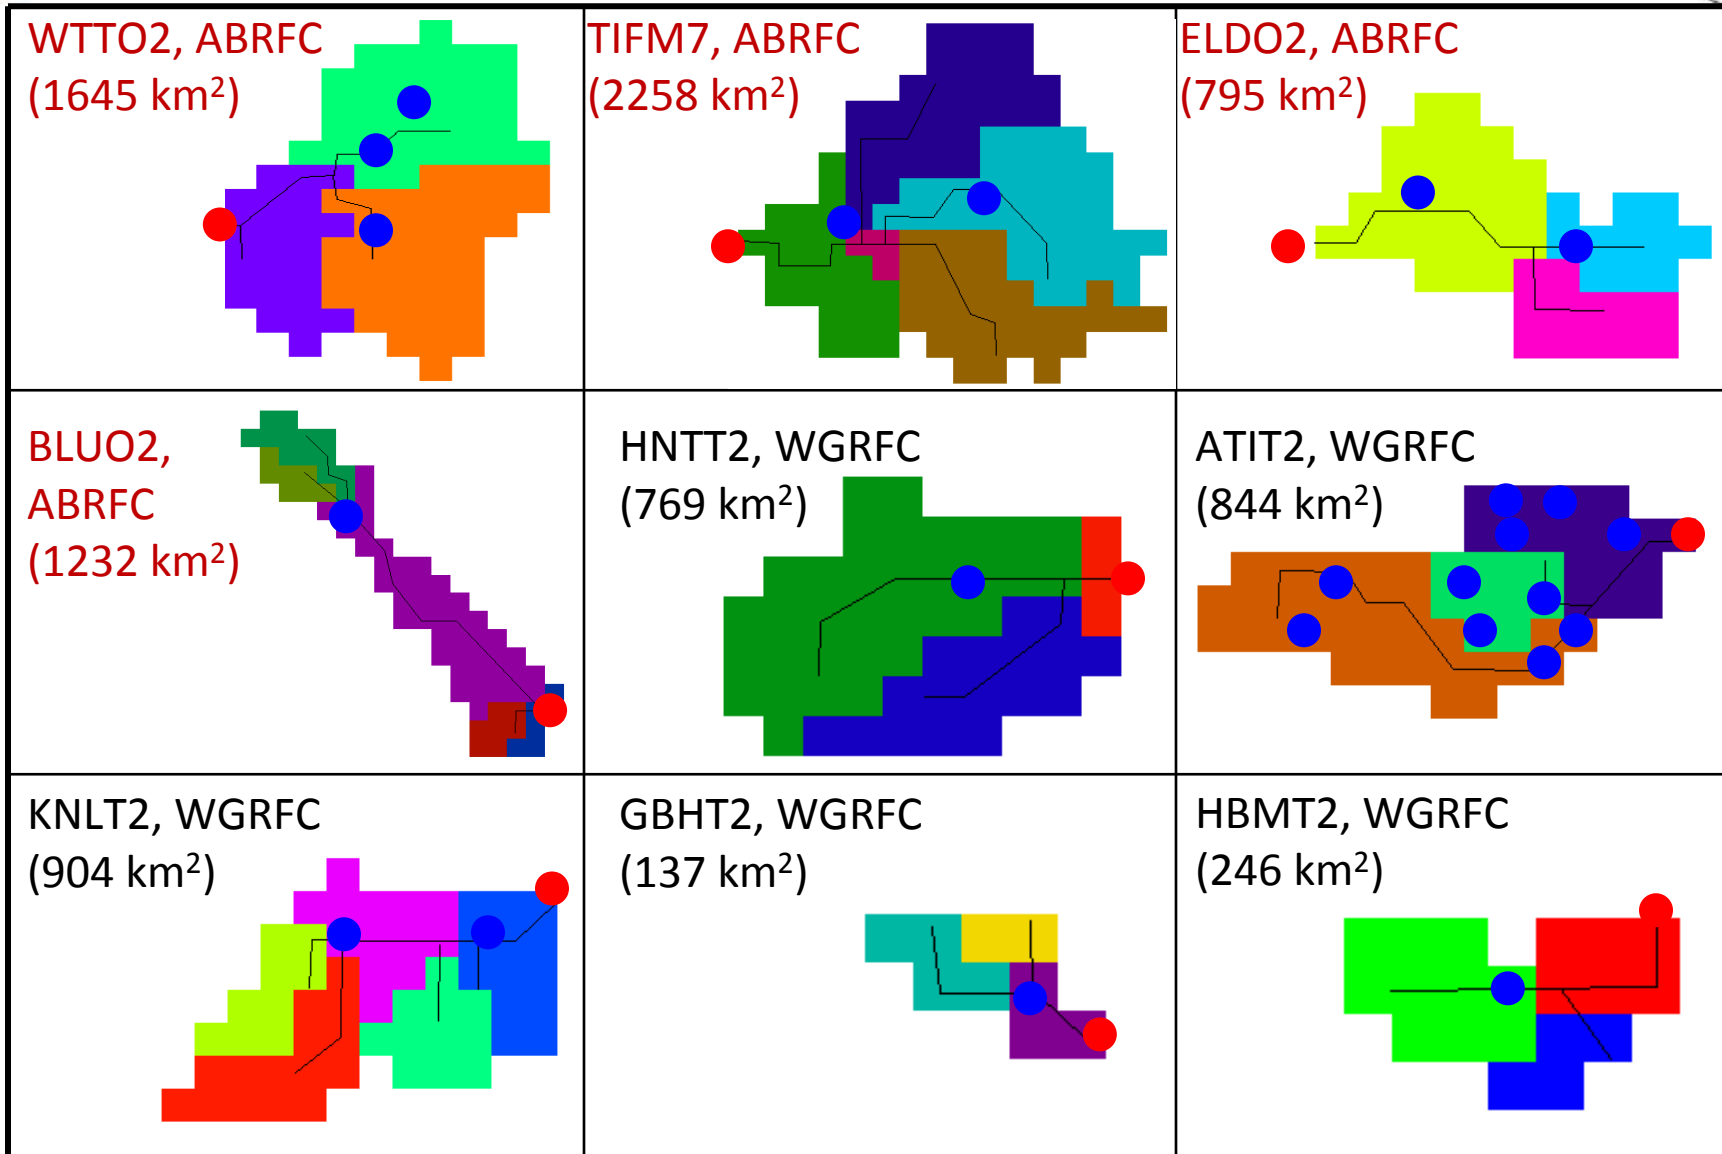 WTTO2, ABRFC
(1645 km²)
TIFM7, ABRFC
(2258 km²)
ELDO2, ABRFC
(795 km²)
BLUO2,
ABRFC
(1232 km²)
HNTT2, WGRFC
(769 km²)
ATIT2, WGRFC
(844 km²)
KNLT2, WGRFC
(904 km²)
GBHT2, WGRFC
(137 km²)
HBMT2, WGRFC
(246 km²)